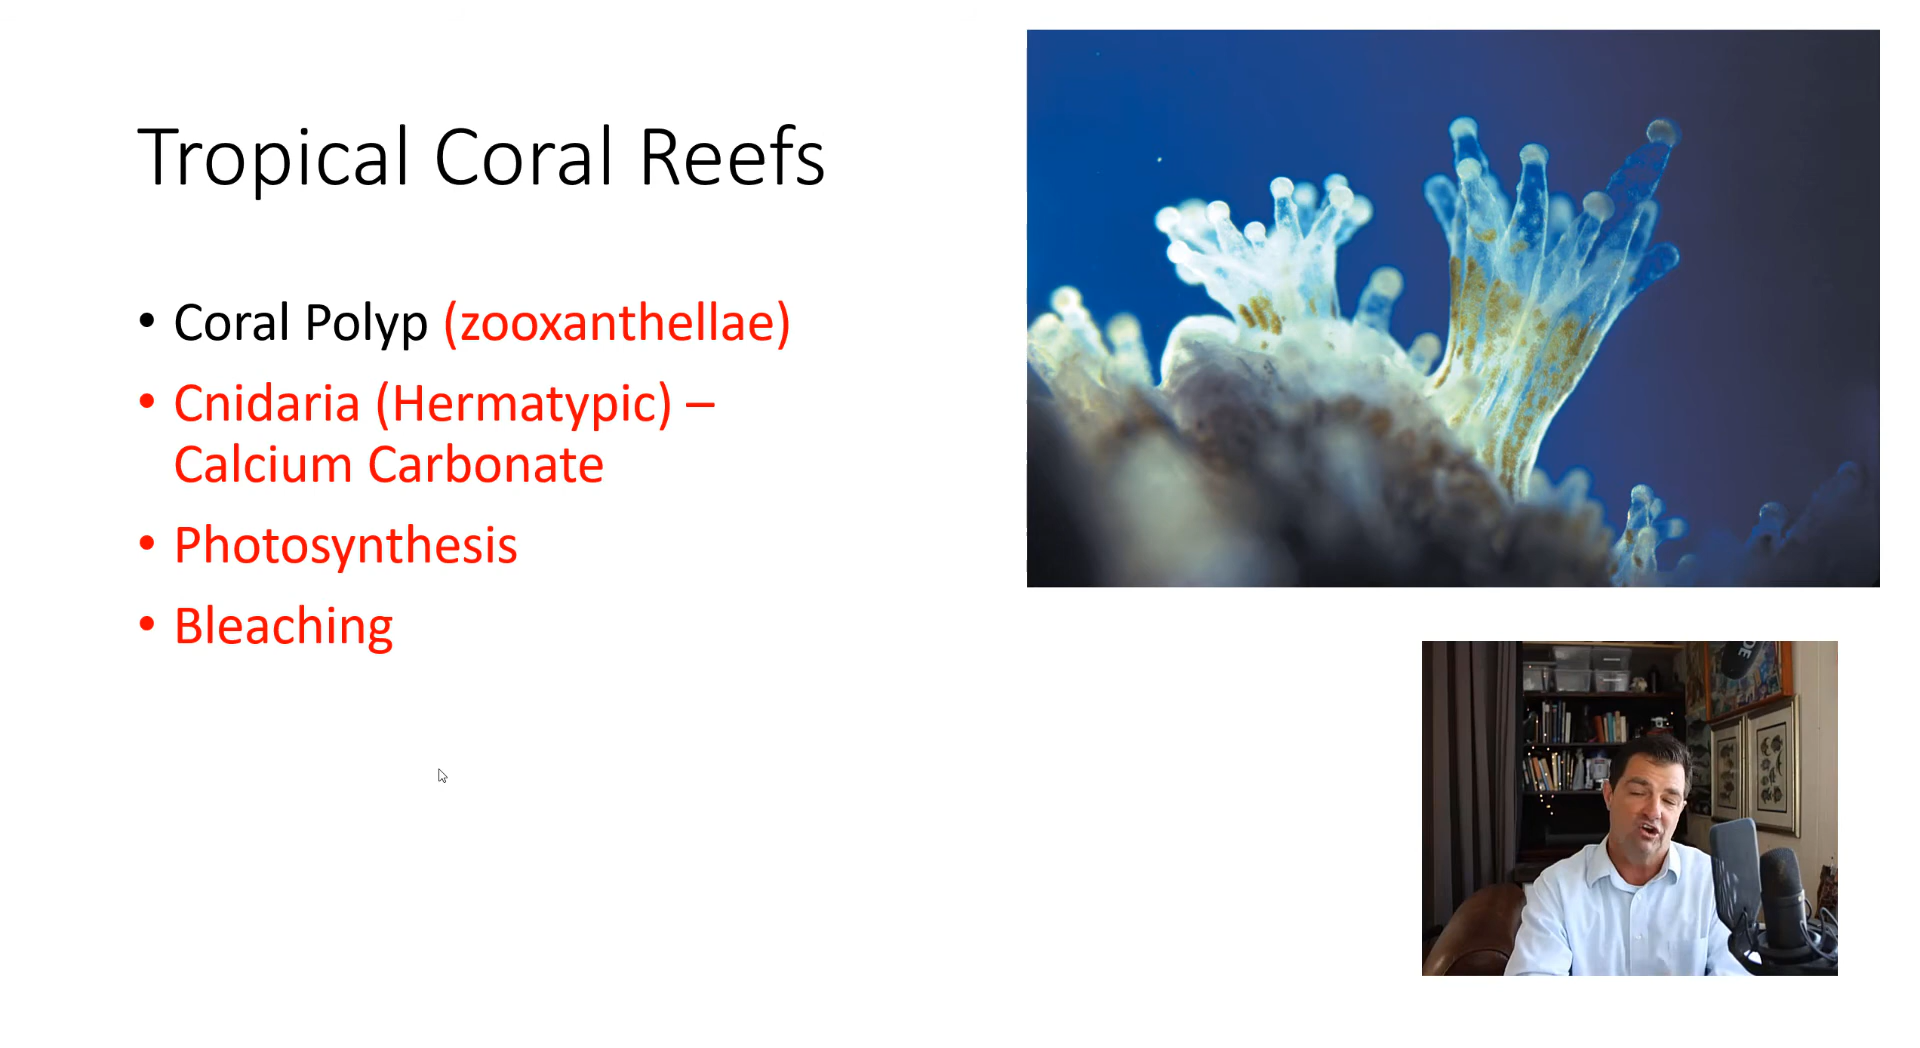 Tropical Coral Reefs
• Coral Polyp (zooxanthellae)
• Cnidaria (Hermatypic) –
Calcium Carbonate
• Photosynthesis
• Bleaching